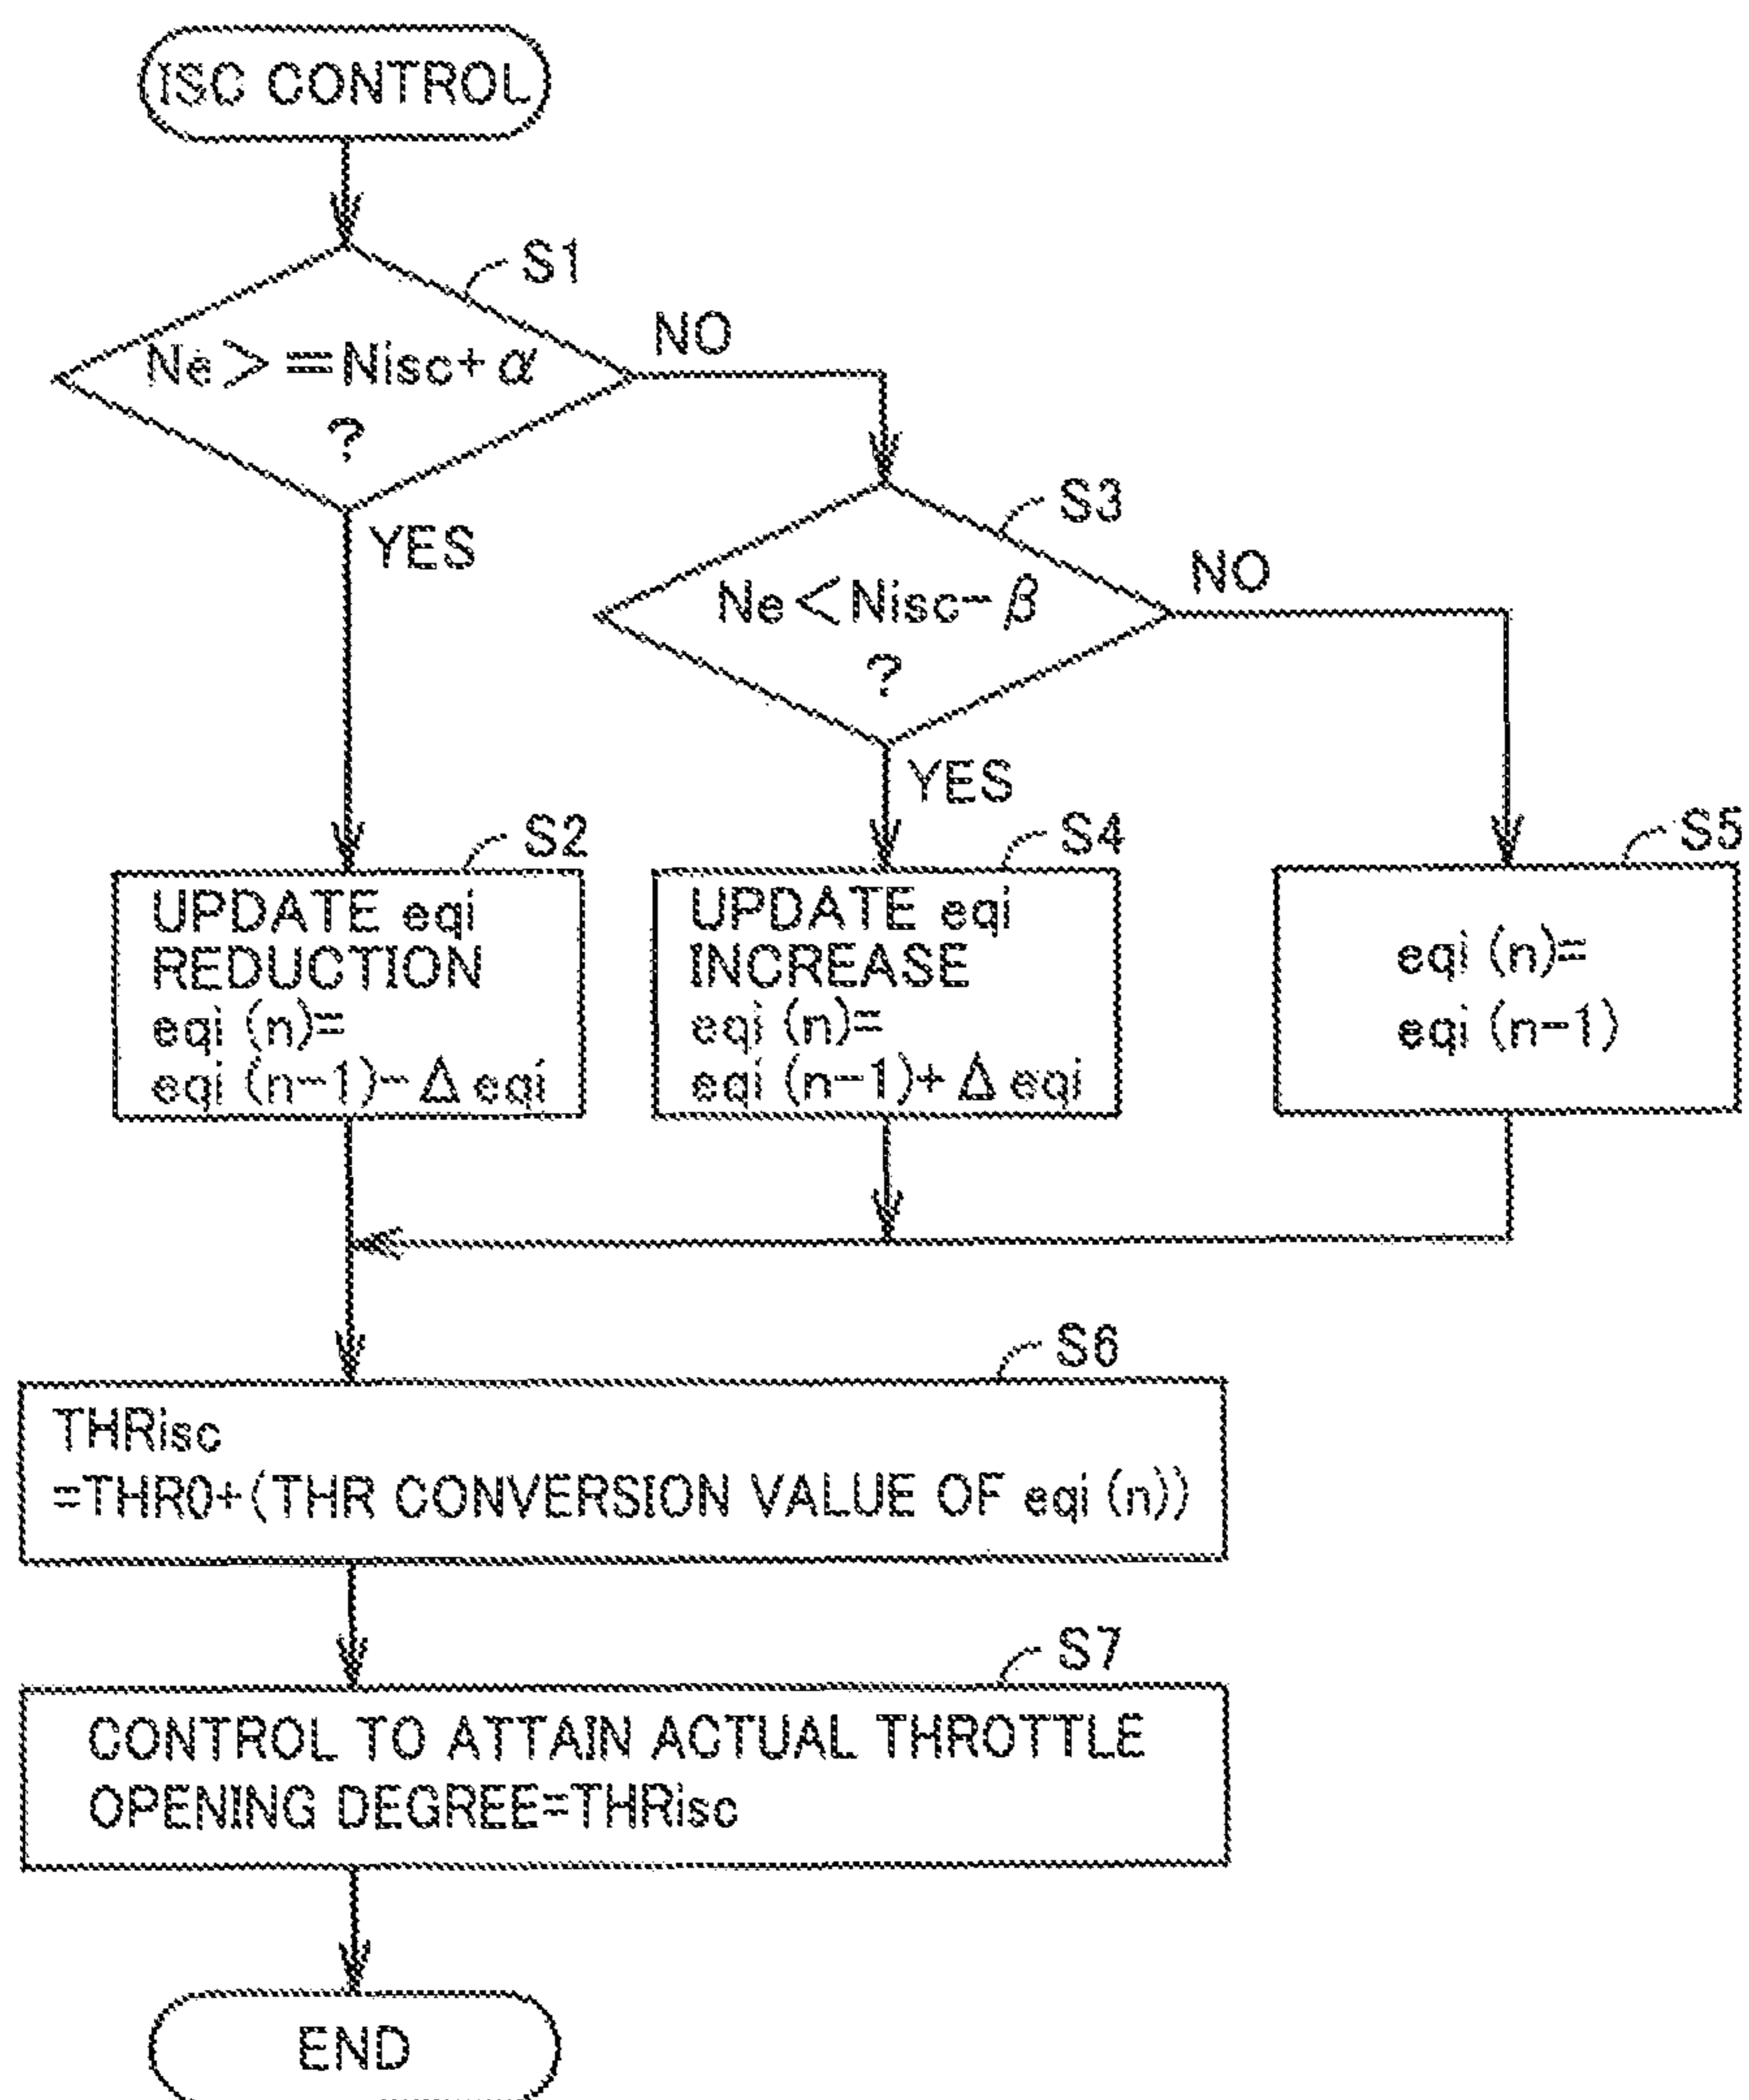 ISC CONTROL
S1
Ne>=Nisc+α
?
NO
YES
S3
Ne<Nisc-β
?
NO
YES
S2
UPDATE eqi
REDUCTION
eqi (n)=
eqi (n-1)-Δeqi
S4
UPDATE eqi
INCREASE
eqi (n)=
eqi (n-1)+Δeqi
S5
eqi (n)=
eqi (n-1)
S6
THRisc
=THR0+(THR CONVERSION VALUE OF eqi (n))
S7
CONTROL TO ATTAIN ACTUAL THROTTLE
OPENING DEGREE=THRisc
END